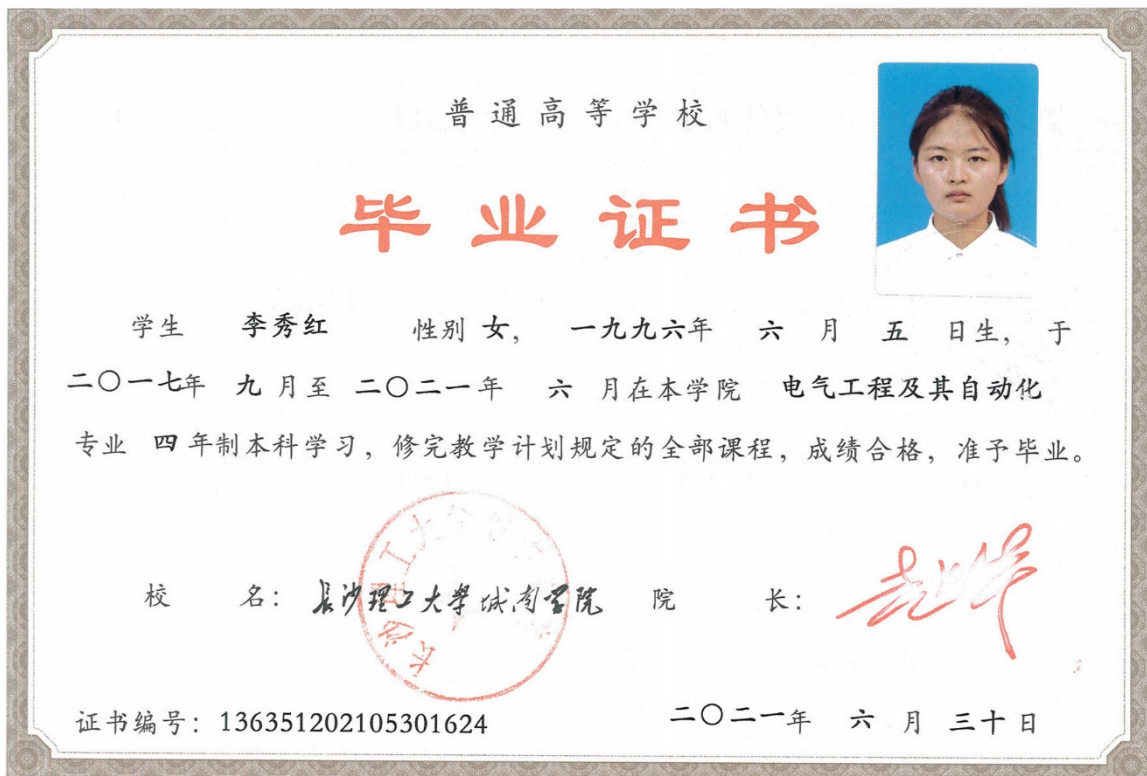 普通高等学校
毕业证书
学生 李秀红 性别 女， 一九九六年 六 月 五 日生， 于
二〇一七年 九 月至 二〇二一年 六 月在本学院 电气工程及其自动化
专业 四 年制本科学习，修完教学计划规定的全部课程，成绩合格，准予毕业。
校 名：长沙理工大学城南学院 院 长：
长沙理工大学
证书编号：136351202105301624 二〇二一年 六 月 三十日